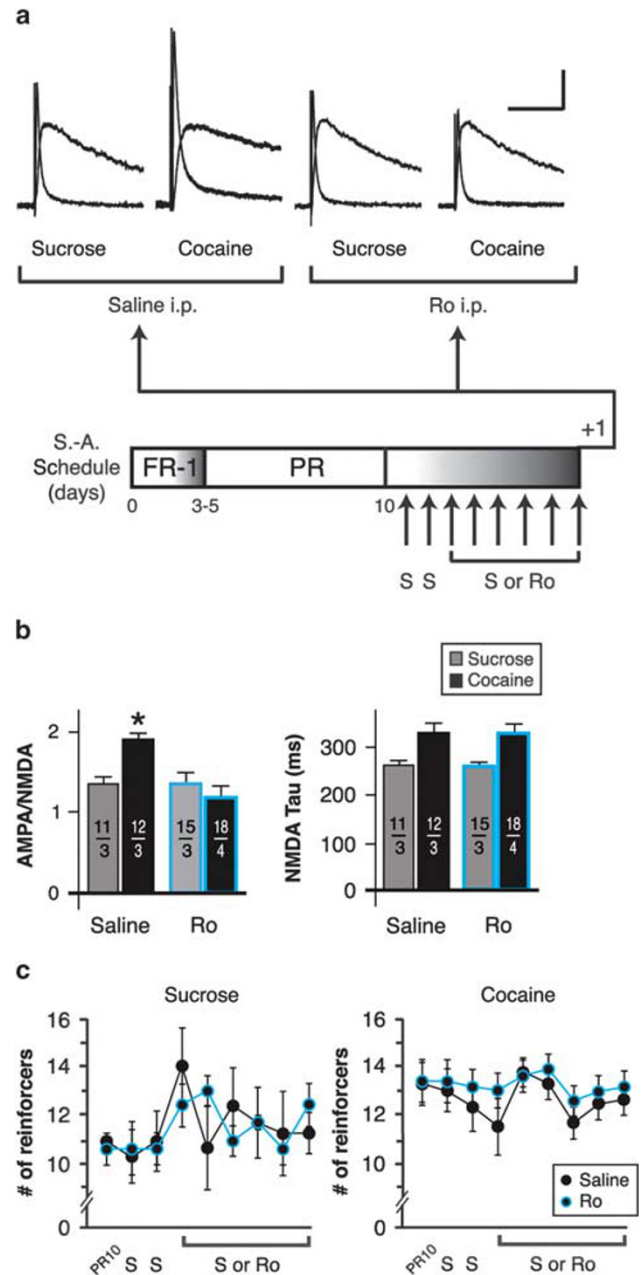 a
Sucrose Cocaine Sucrose Cocaine
Saline i.p. Ro i.p.
+1
S.-A.
Schedule
(days)
FR-1 PR
0 3-5 10
S S S or Ro
b
Sucrose
Cocaine
AMPA/NMDA
2
1
0
*
11/3 12/3 15/3 18/4
Saline Ro
NMDA Tau (ms)
300
200
100
0
11/3 12/3 15/3 18/4
Saline Ro
c
Sucrose
# of reinforcers
16
14
12
10
0
PR10 S S S or Ro
Cocaine
# of reinforcers
16
14
12
10
0
Saline
Ro
PR10 S S S or Ro